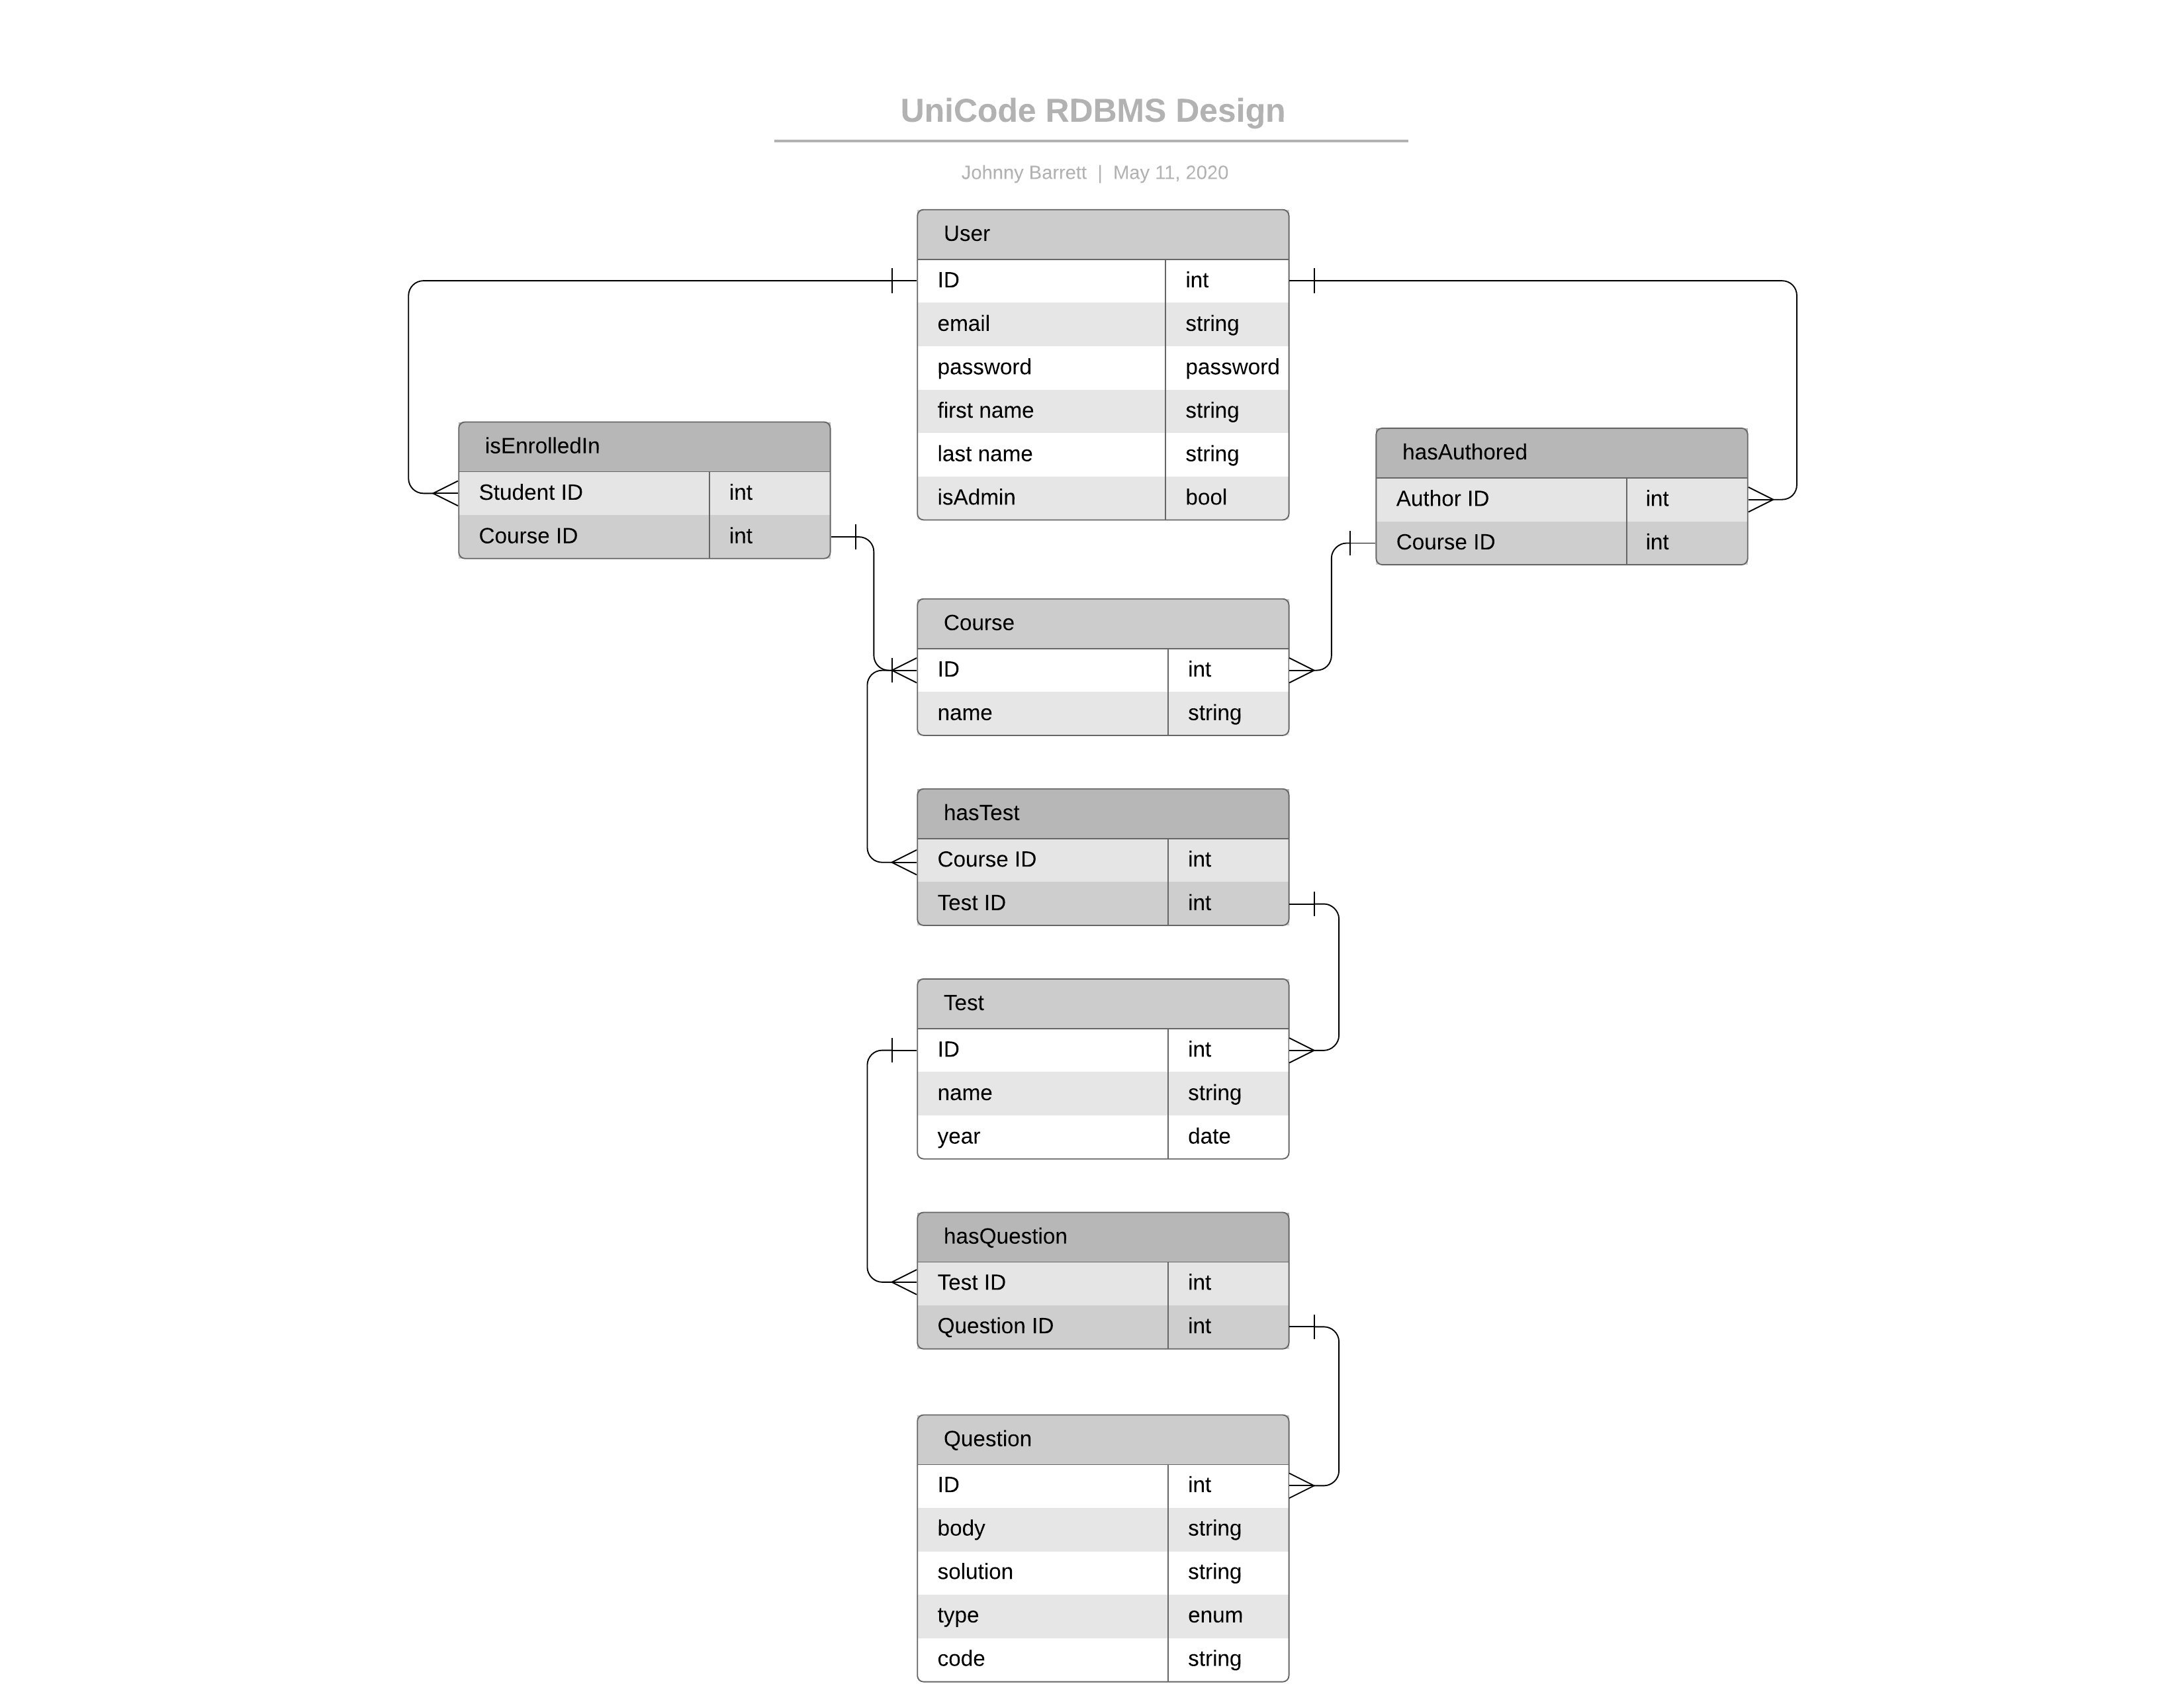 UniCode RDBMS Design
Johnny Barrett | May 11, 2020
User
ID int
email string
password password
first name string
last name string
isAdmin bool
isEnrolledIn
Student ID int
Course ID int
hasAuthored
Author ID int
Course ID int
Course
ID int
name string
hasTest
Course ID int
Test ID int
Test
ID int
name string
year date
hasQuestion
Test ID int
Question ID int
Question
ID int
body string
solution string
type enum
code string